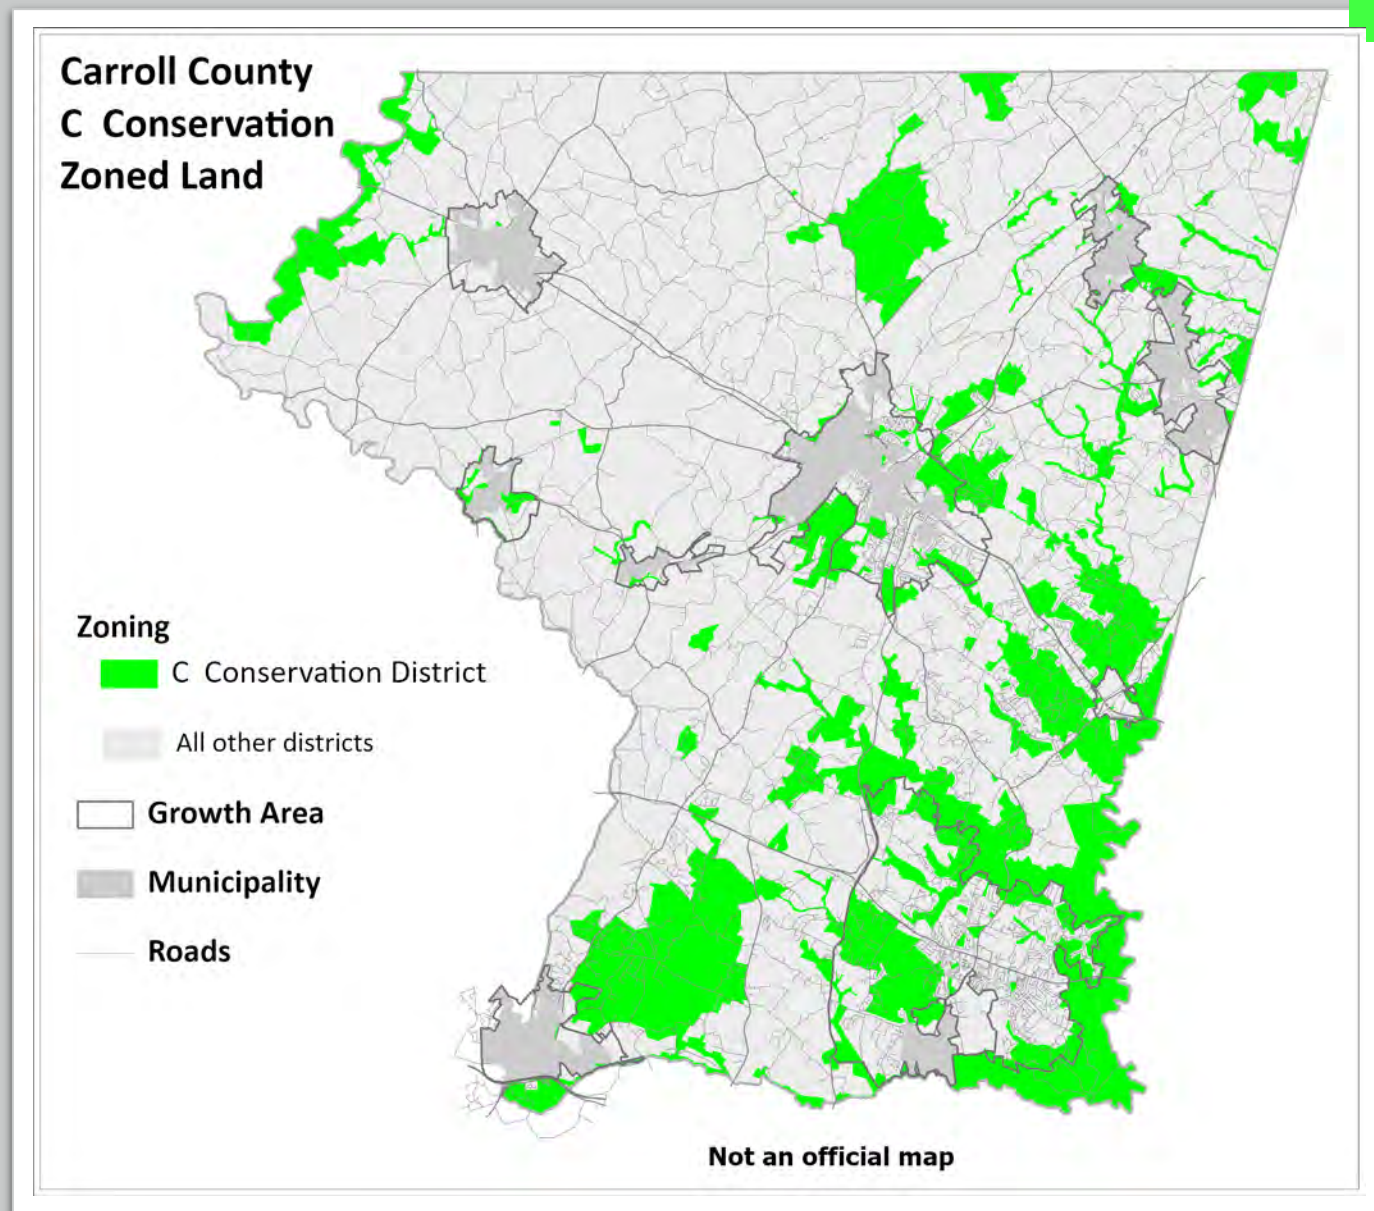 Carroll County
C Conservation
Zoned Land
Zoning
C Conservation District
All other districts
Growth Area
Municipality
Roads
Not an official map